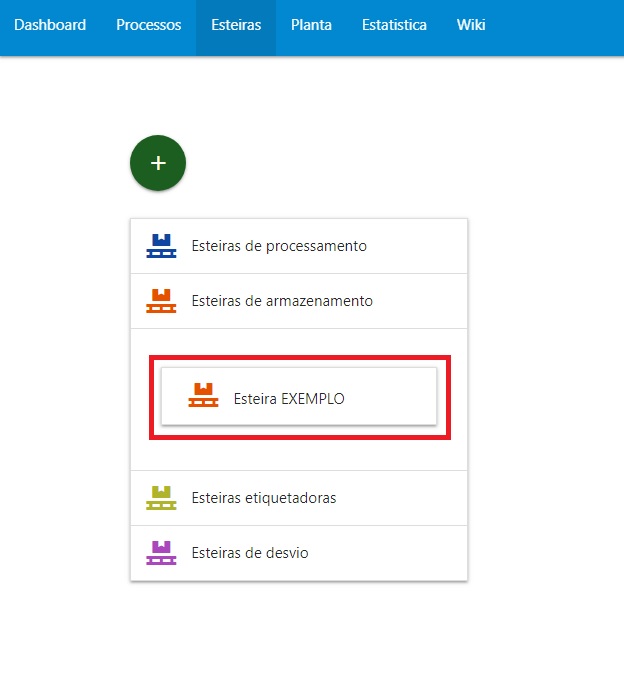 Dashboard Processos Esteiras Planta Estatistica Wiki
+
Esteiras de processamento
Esteiras de armazenamento
Esteira EXEMPLO
Esteiras etiquetadoras
Esteiras de desvio